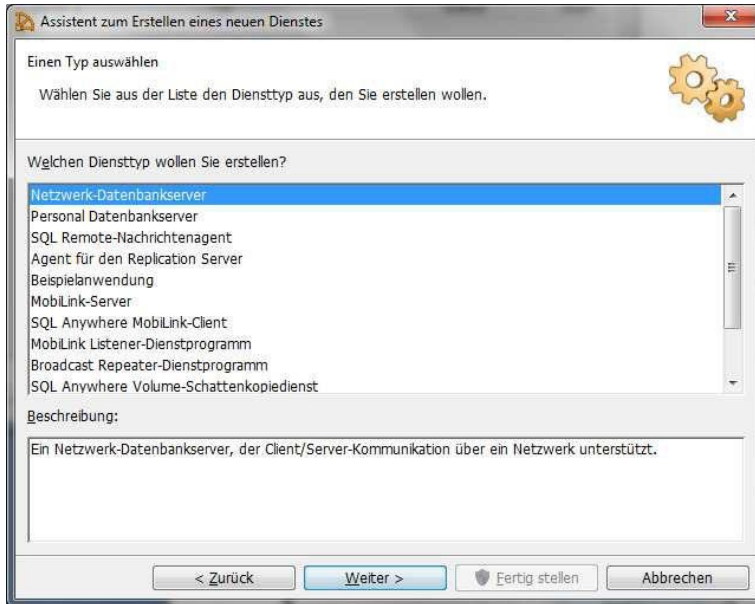 Assistent zum Erstellen eines neuen Dienstes
Einen Typ auswählen
Wählen Sie aus der Liste den Diensttyp aus, den Sie erstellen wollen.
Welchen Diensttyp wollen Sie erstellen?
Netzwerk-Datenbankserver
Personal Datenbankserver
SQL Remote-Nachrichtenagent
Agent für den Replication Server
Beispielanwendung
MobiLink-Server
SQL Anywhere MobiLink-Client
MobiLink Listener-Dienstprogramm
Broadcast Repeater-Dienstprogramm
SQL Anywhere Volume-Schattenkopiedienst
Beschreibung:
Ein Netzwerk-Datenbankserver, der Client/Server-Kommunikation über ein Netzwerk unterstützt.
< Zurück Weiter > Fertig stellen Abbrechen